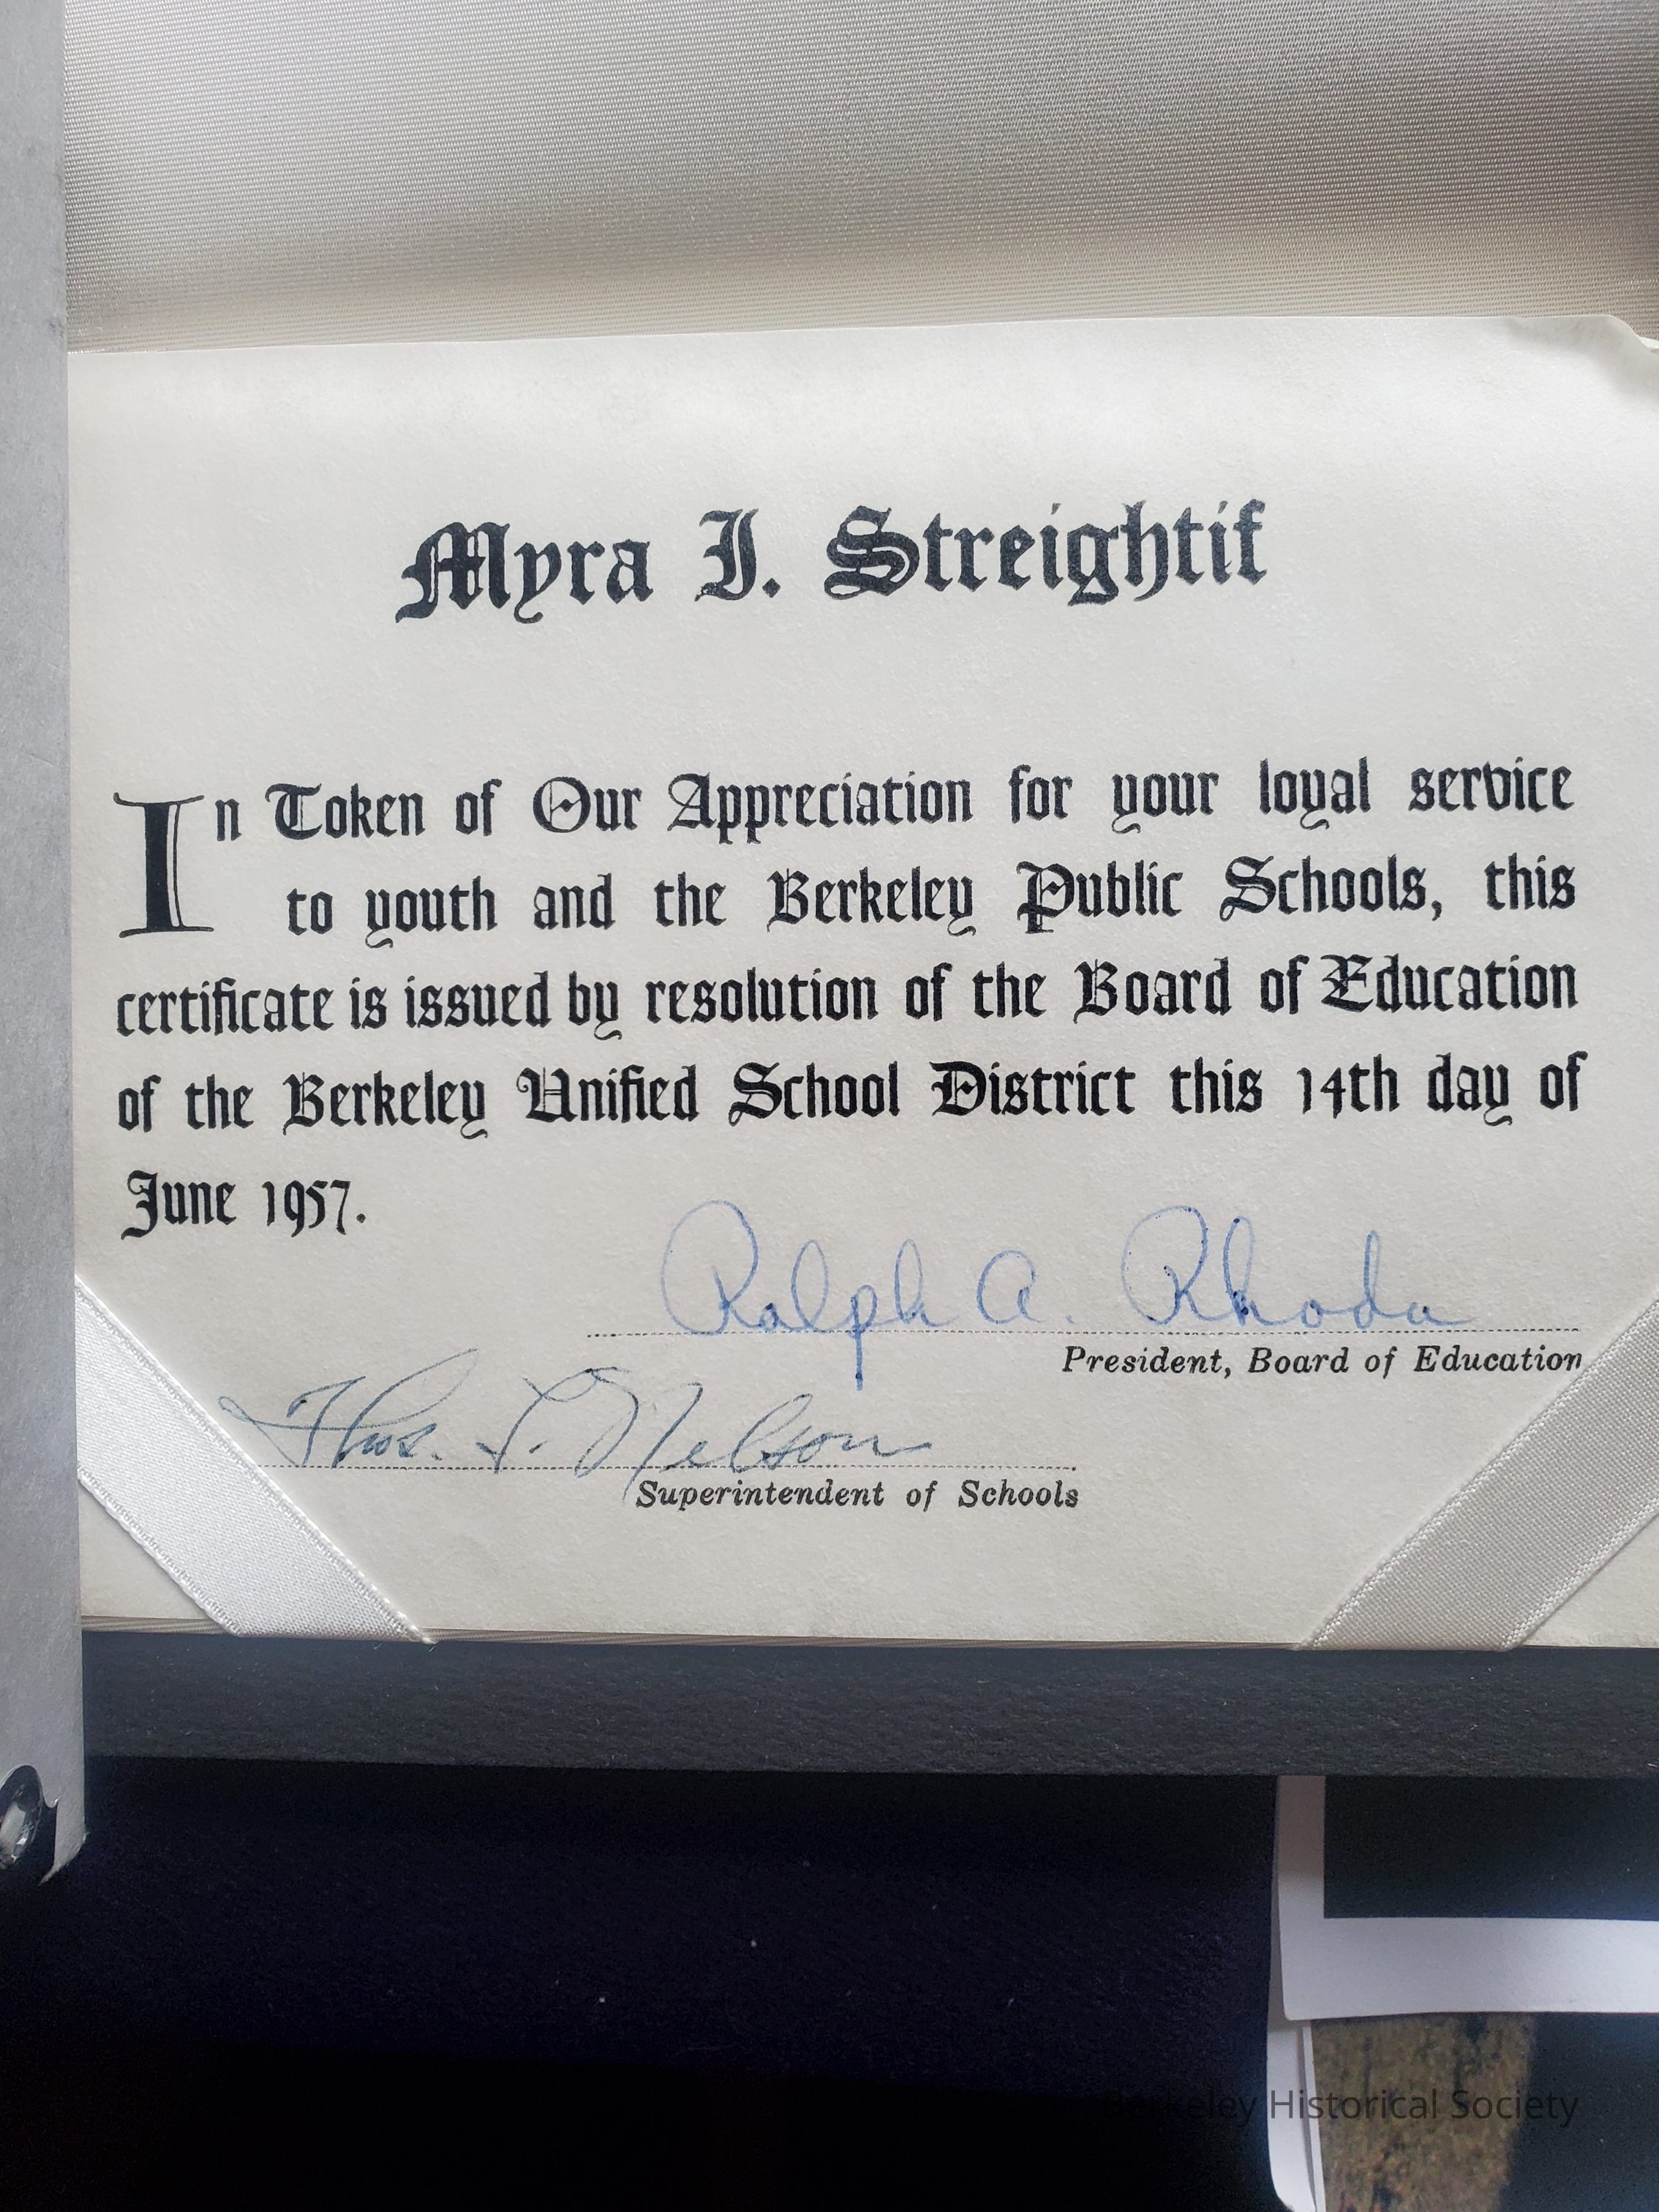 Myra I. Streightif
In Token of Our Appreciation for your loyal service
to youth and the Berkeley Public Schools, this
certificate is issued by resolution of the Board of Education
of the Berkeley Unified School District this 14th day of
June 1957.
Ralph A. Rhoda
President, Board of Education
Thos. L. Nelson
Superintendent of Schools
Berkeley Historical Society